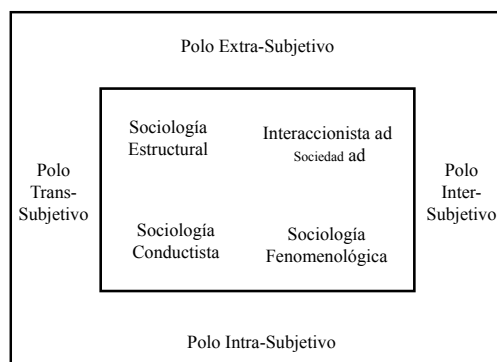 Polo Extra-Subjetivo
Sociología
Estructural
Interaccionista ad
Sociedad ad
Polo
Trans-
Subjetivo
Polo
Inter-
Subjetivo
Sociología
Conductista
Sociología
Fenomenológica
Polo Intra-Subjetivo